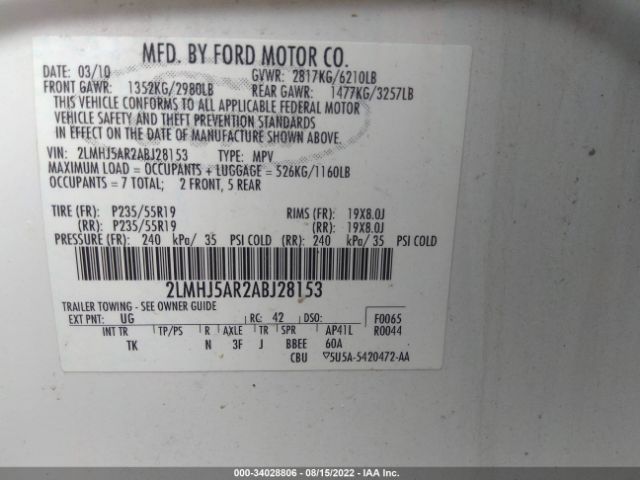 MFD. BY FORD MOTOR CO.
DATE: 03/10 GVWR: 2817KG/6210LB
FRONT GAWR: 1352KG/2980LB REAR GAWR: 1477KG/3257LB
THIS VEHICLE CONFORMS TO ALL APPLICABLE FEDERAL MOTOR
VEHICLE SAFETY AND THEFT PREVENTION STANDARDS
IN EFFECT ON THE DATE OF MANUFACTURE SHOWN ABOVE.
VIN: 2LMHJ5AR2ABJ28153 TYPE: MPV
MAXIMUM LOAD = OCCUPANTS + LUGGAGE = 526KG/1160LB
OCCUPANTS = 7 TOTAL; 2 FRONT, 5 REAR
TIRE (FR): P235/55R19 RIMS (FR): 19X8.0J
(RR): P235/55R19 (RR): 19X8.0J
PRESSURE (FR): 240 kPa/ 35 PSI COLD (RR): 240 kPa/ 35 PSI COLD
2LMHJ5AR2ABJ28153
TRAILER TOWING - SEE OWNER GUIDE
EXT PNT: UG RC: 42 DSO: F0065
INT TR TP/PS R AXLE TR SPR AP41L R0044
TK N 3F J BBEE 60A
CBU ▽5U5A-5420472-AA
000-34028806 - 08/15/2022 - IAA Inc.